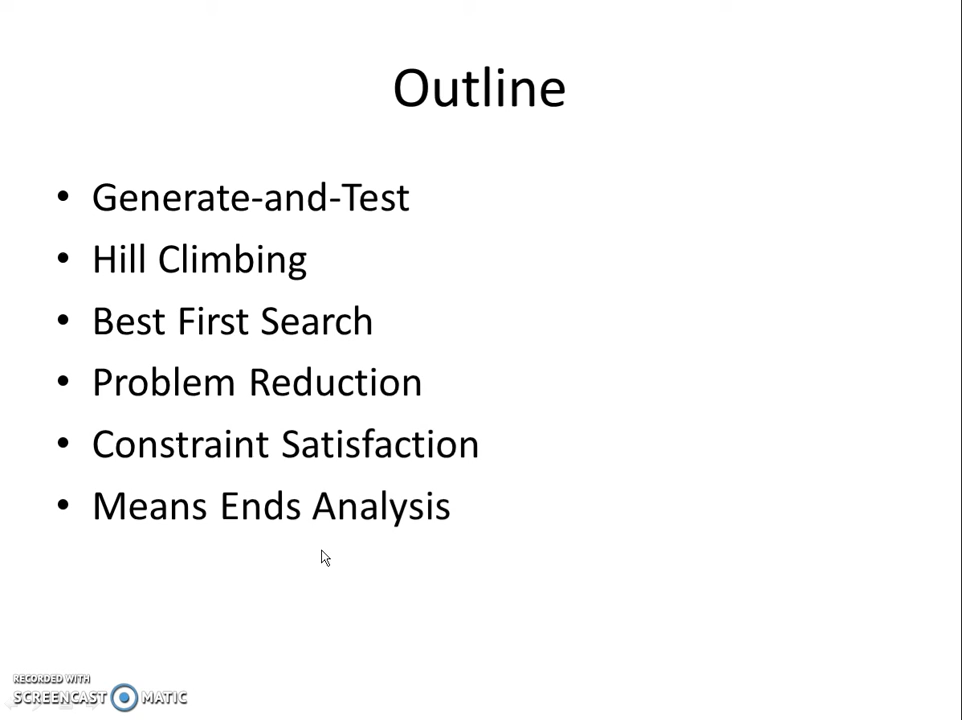 Outline
• Generate-and-Test
• Hill Climbing
• Best First Search
• Problem Reduction
• Constraint Satisfaction
• Means Ends Analysis
RECORDED WITH
SCREENCAST MATIC